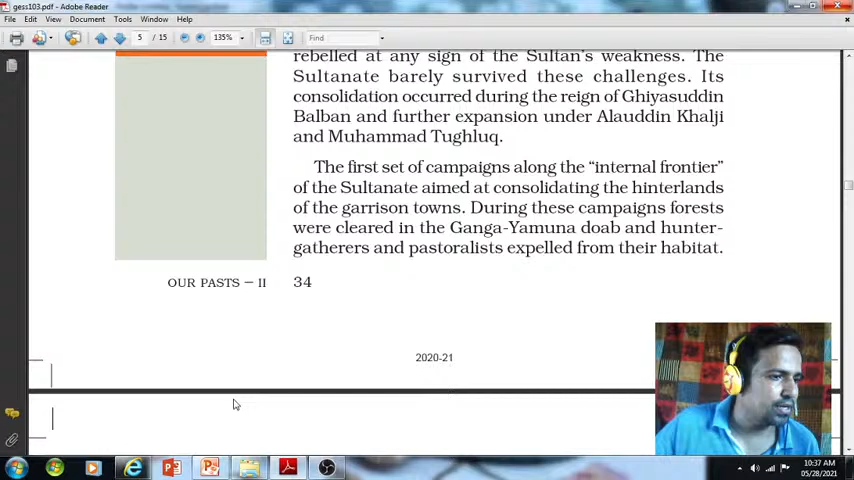 gess103.pdf - Adobe Reader
File Edit View Document Tools Window Help
5 / 15 135% Find
rebelled at any sign of the Sultan's weakness. The
Sultanate barely survived these challenges. Its
consolidation occurred during the reign of Ghiyasuddin
Balban and further expansion under Alauddin Khalji
and Muhammad Tughluq.
The first set of campaigns along the “internal frontier”
of the Sultanate aimed at consolidating the hinterlands
of the garrison towns. During these campaigns forests
were cleared in the Ganga-Yamuna doab and hunter-
gatherers and pastoralists expelled from their habitat.
OUR PASTS – II 34
2020-21
10:37 AM
05/28/2021